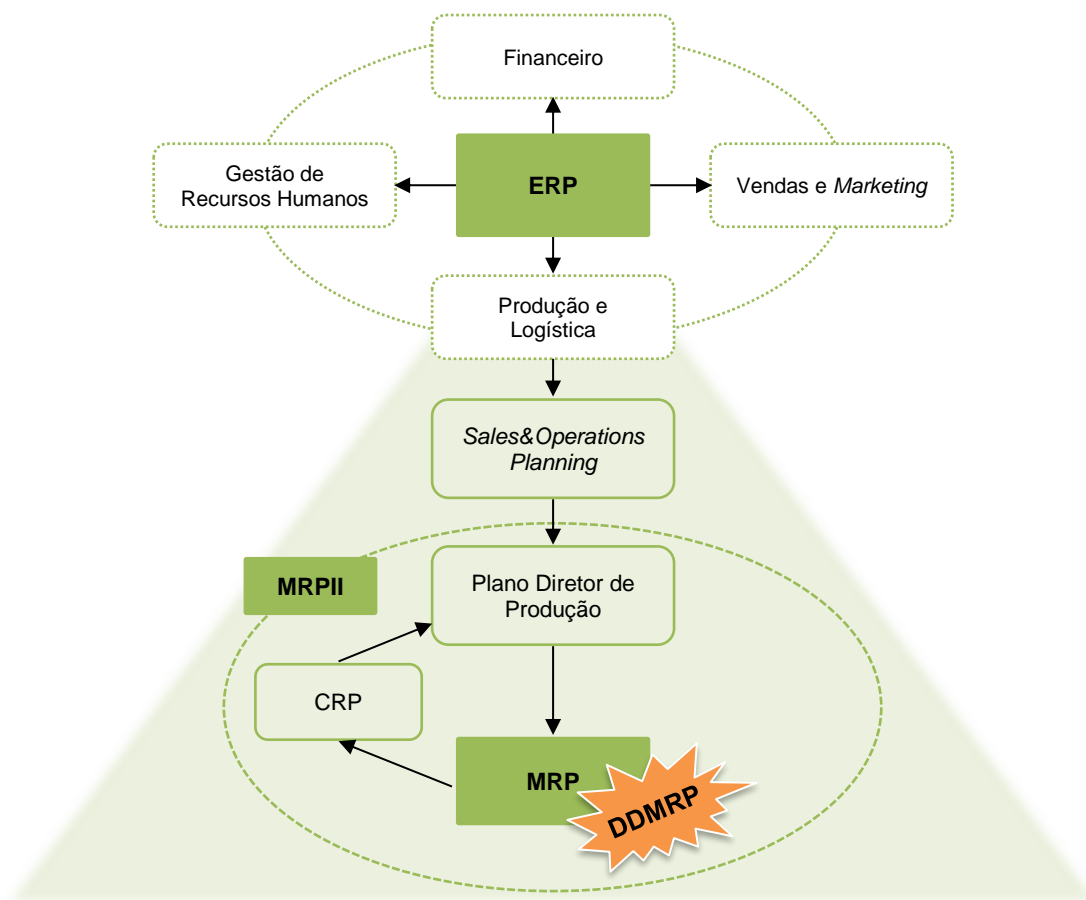 Financeiro
Gestão de
Recursos Humanos
ERP
Vendas e Marketing
Produção e
Logística
Sales&Operations
Planning
MRPII
Plano Diretor de
Produção
CRP
MRP
DDMRP